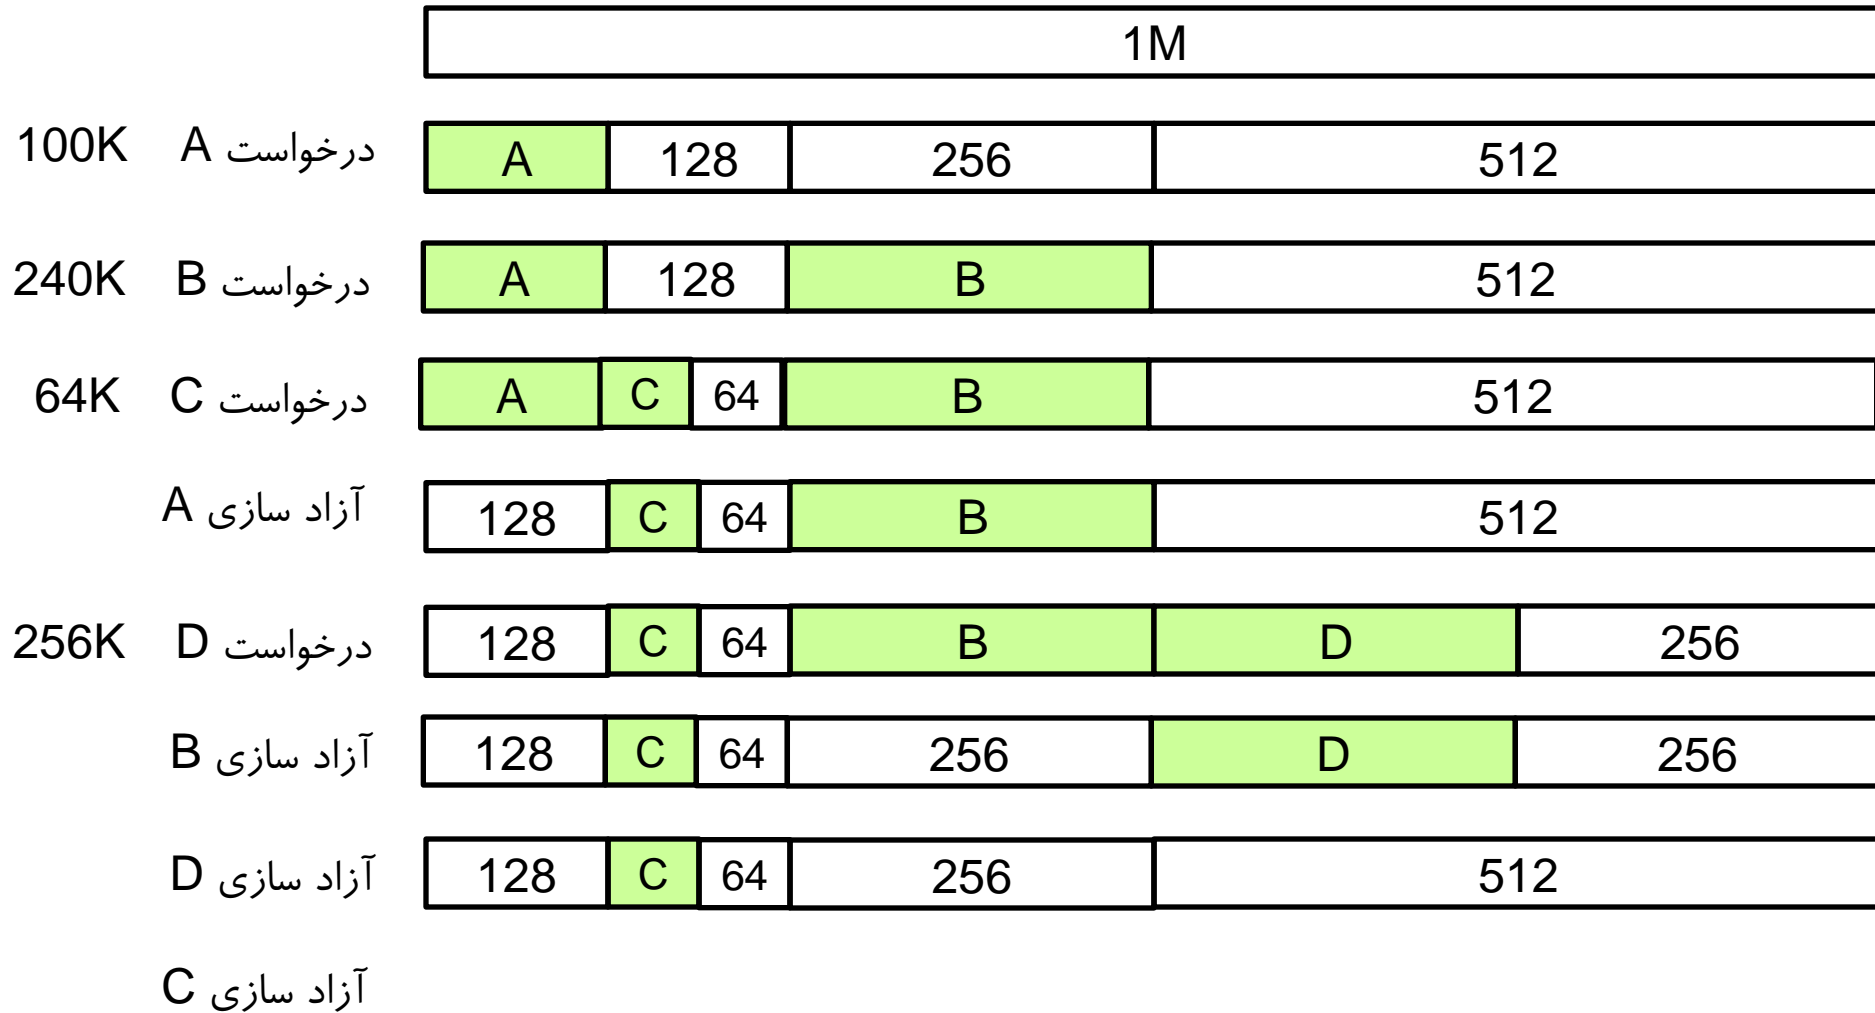 1M
درخواست A 100K
A 128 256 512
درخواست B 240K
A 128 B 512
درخواست C 64K
A C 64 B 512
آزاد سازی A
128 C 64 B 512
درخواست D 256K
128 C 64 B D 256
آزاد سازی B
128 C 64 256 D 256
آزاد سازی D
128 C 64 256 512
آزاد سازی C